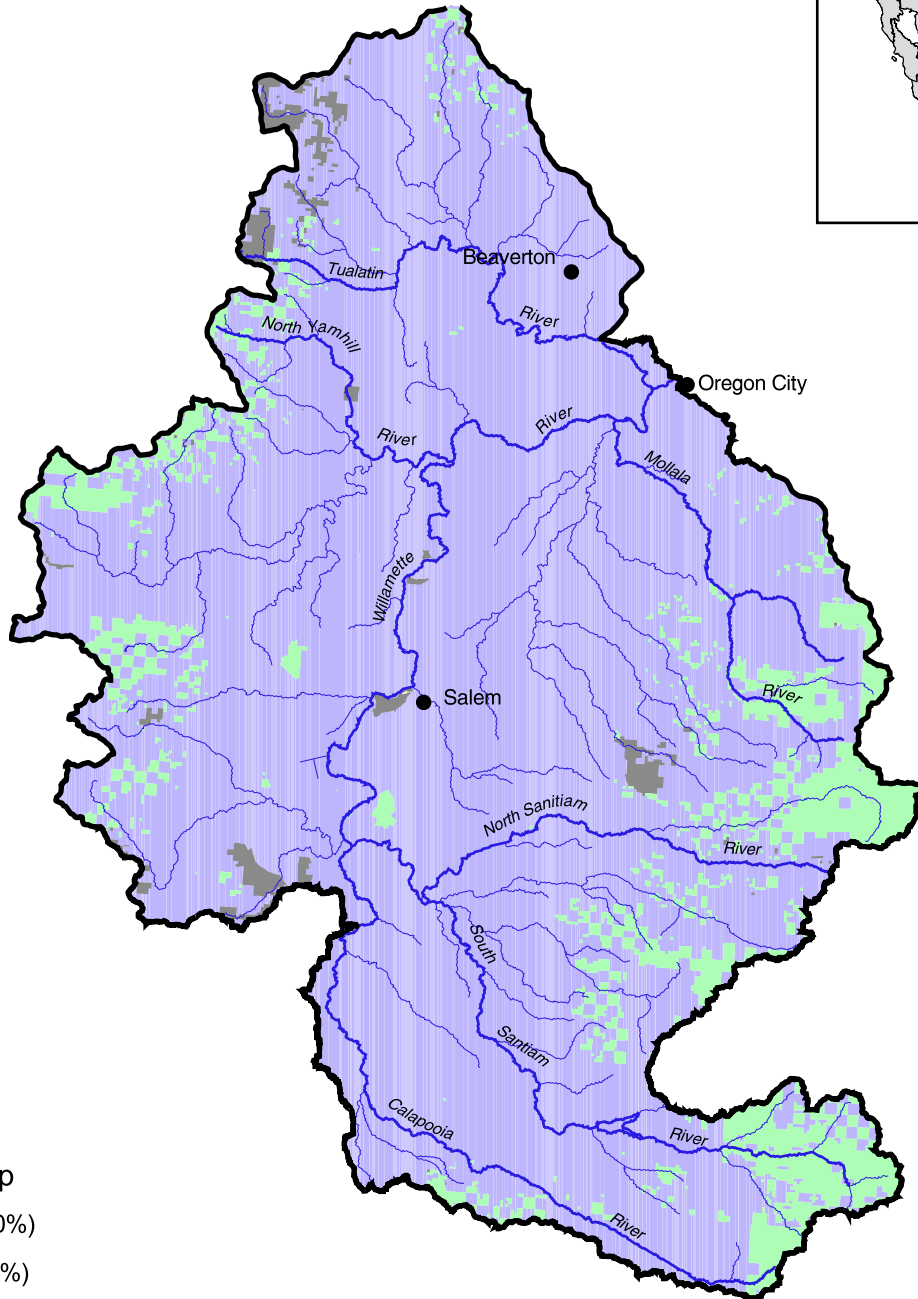 Beaverton
Tualatin
River
North Yamhill
Oregon City
River
River
Mollala
Willamette
River
Salem
North Sanitiam
River
South
Santiam
Calapooia
River
River
p
0%)
%)